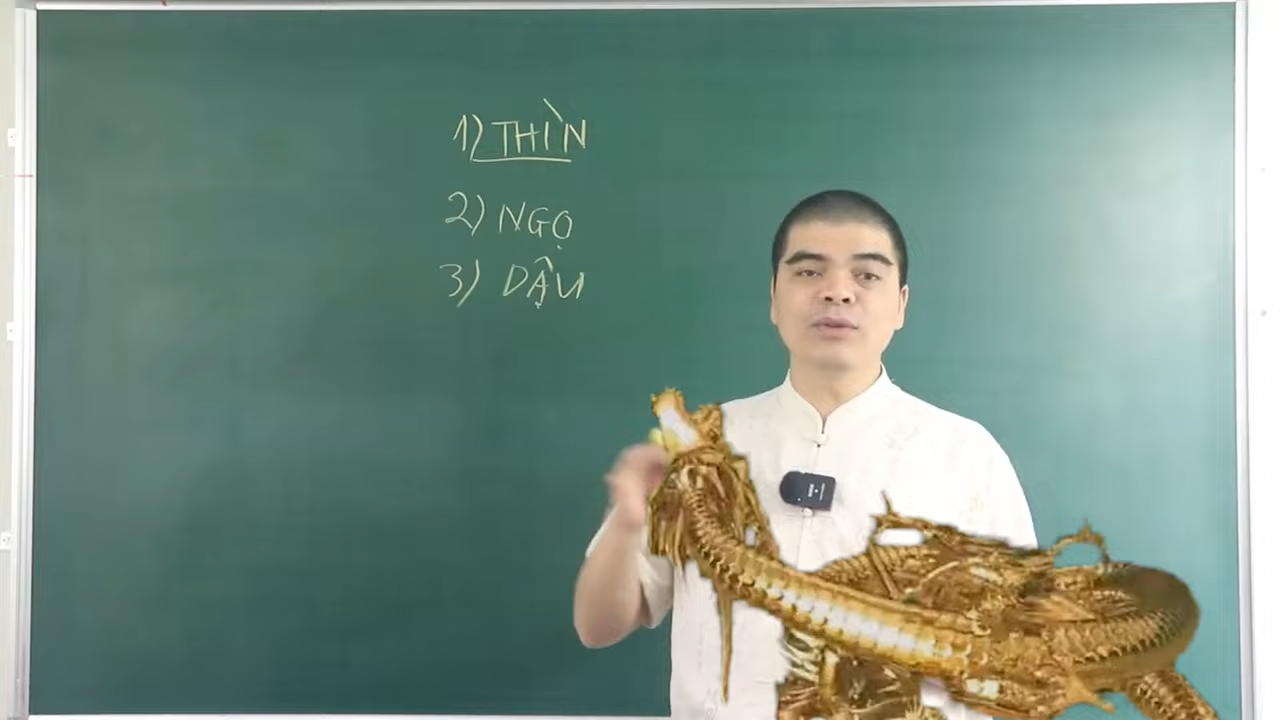 1) THÌN
2) NGỌ
3) DẬU